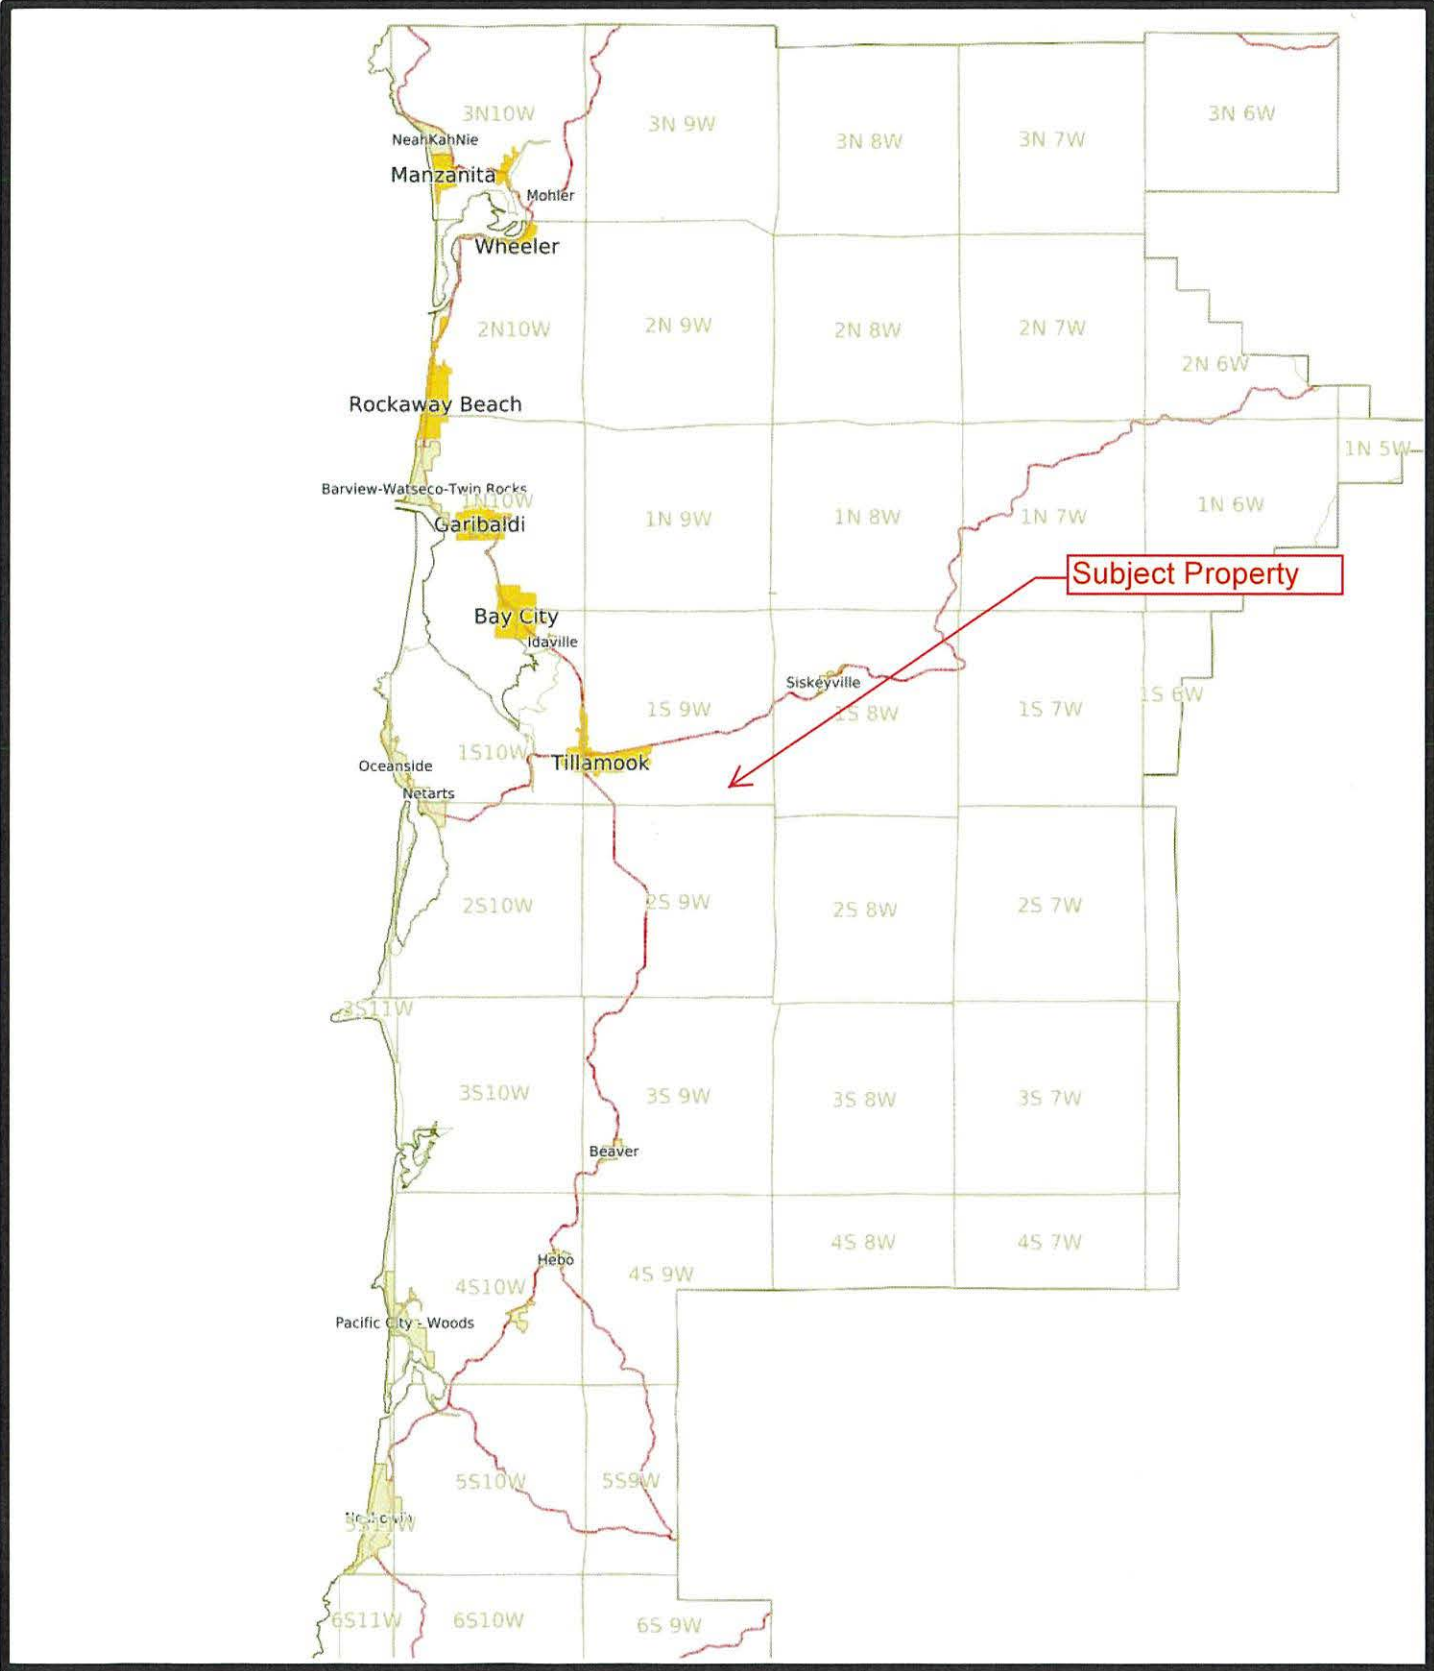 3N10W
3N 9W
3N 8W
3N 7W
3N 6W
NeahKahNie
Manzanita
Mohler
Wheeler
2N10W
2N 9W
2N 8W
2N 7W
2N 6W
Rockaway Beach
1N 5W
Barview-Watseco-Twin Rocks
1N10W
Garibaldi
1N 9W
1N 8W
1N 7W
1N 6W
Subject Property
Bay City
Idaville
Siskeyville
1S 9W
1S 8W
1S 7W
1S 6W
1S10W
Oceanside
Tillamook
Netarts
2S10W
2S 9W
2S 8W
2S 7W
3S11W
3S10W
3S 9W
3S 8W
3S 7W
Beaver
4S 8W
4S 7W
Hebo
4S10W
4S 9W
Pacific City - Woods
5S10W
5S9W
5S11W
6S11W
6S10W
6S 9W